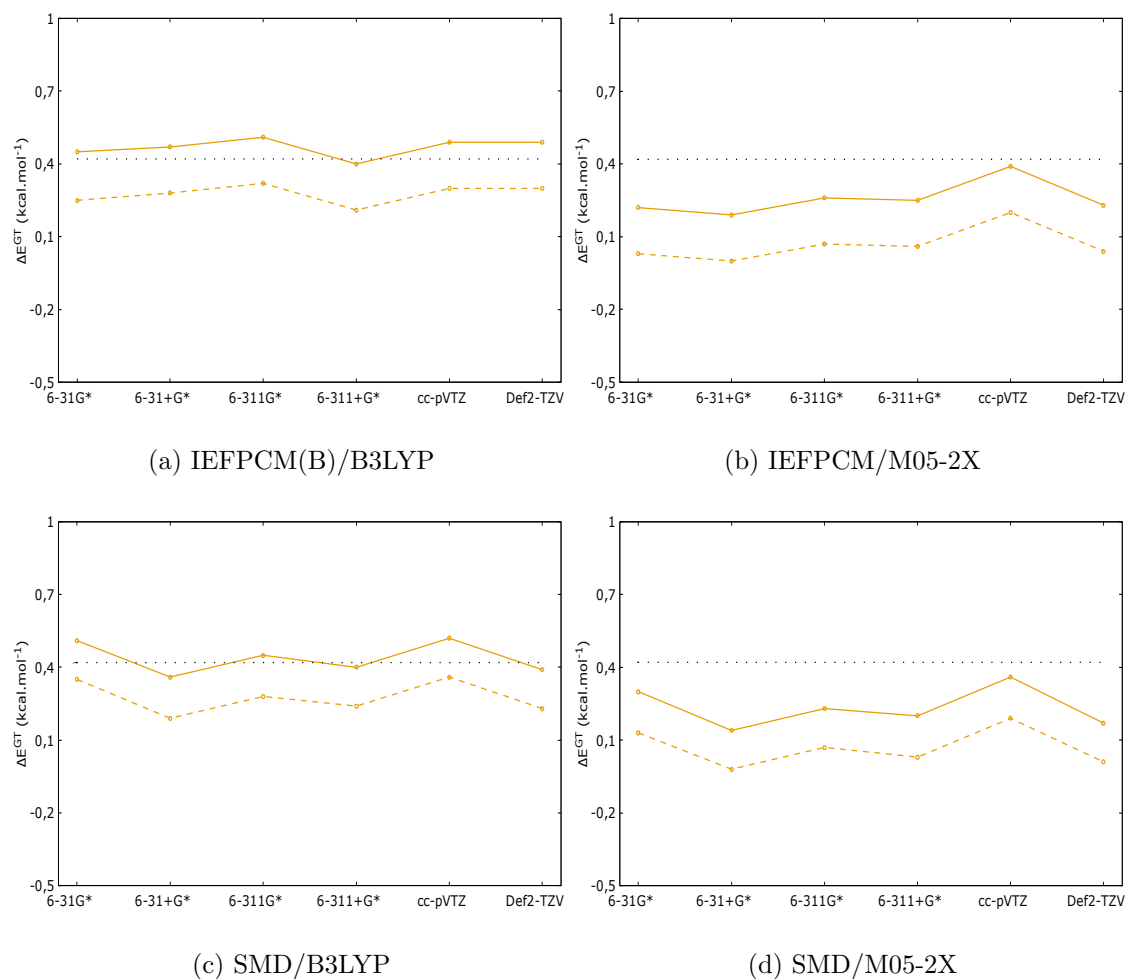 1
0,7
0,4
0,1
-0,2
-0,5
ΔE^GT (kcal.mol⁻¹)
6-31G* 6-31+G* 6-311G* 6-311+G* cc-pVTZ Def2-TZV
(a) IEFPCM(B)/B3LYP
1
0,7
0,4
0,1
-0,2
-0,5
ΔE^GT (kcal.mol⁻¹)
6-31G* 6-31+G* 6-311G* 6-311+G* cc-pVTZ Def2-TZV
(b) IEFPCM/M05-2X
1
0,7
0,4
0,1
-0,2
-0,5
ΔE^GT (kcal.mol⁻¹)
6-31G* 6-31+G* 6-311G* 6-311+G* cc-pVTZ Def2-TZV
(c) SMD/B3LYP
1
0,7
0,4
0,1
-0,2
-0,5
ΔE^GT (kcal.mol⁻¹)
6-31G* 6-31+G* 6-311G* 6-311+G* cc-pVTZ Def2-TZV
(d) SMD/M05-2X